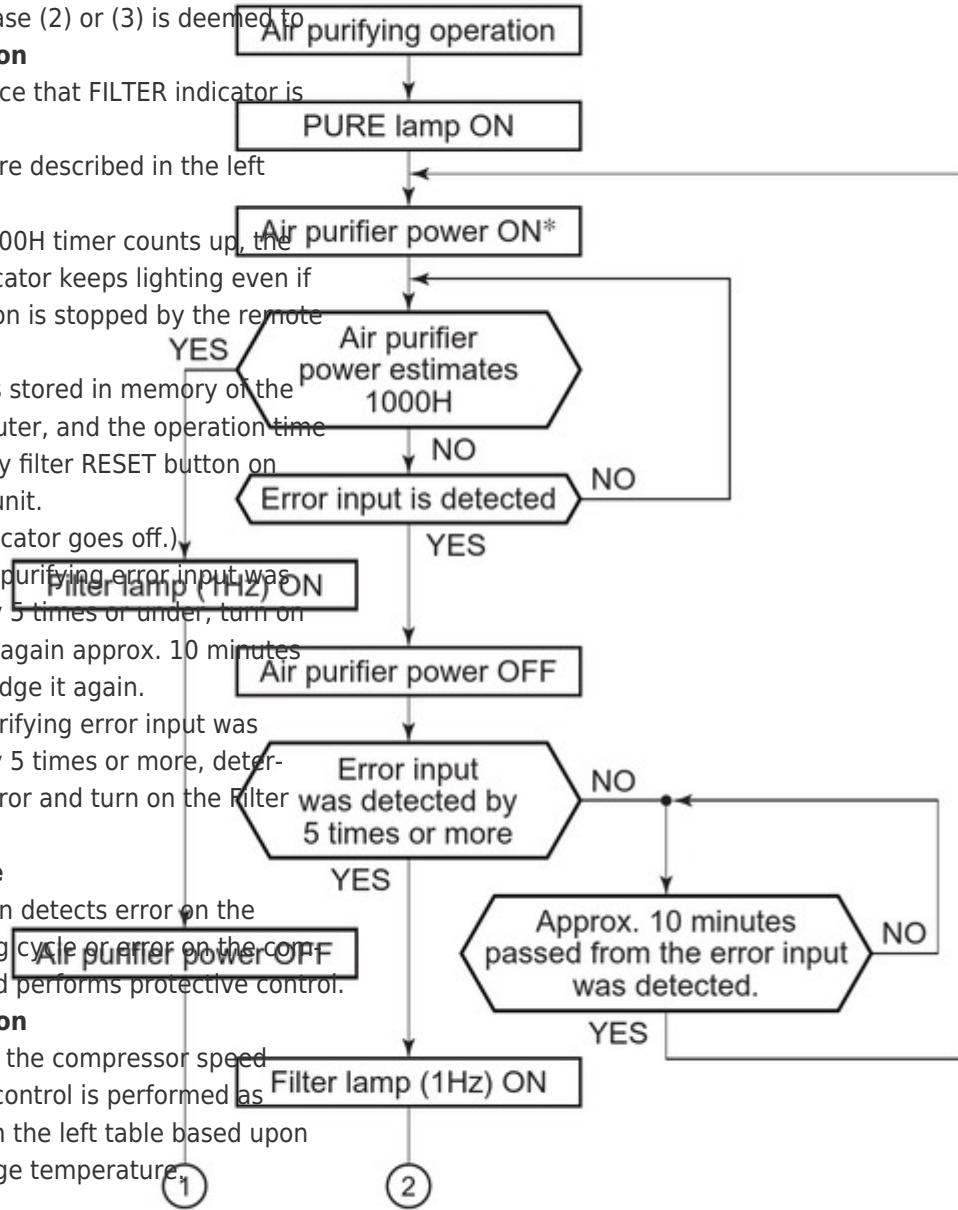 ase (2) or (3) is deemed to
on
ce that FILTER indicator is
re described in the left
00H timer counts up, the
cator keeps lighting even if
on is stopped by the remote
s stored in memory of the
uter, and the operation time
y filter RESET button on
unit.
cator goes off.)
purifying error input was
y 5 times or under, turn on
again approx. 10 minutes
dge it again.
rifying error input was
y 5 times or more, deter-
ror and turn on the Filter
e
n detects error on the
g cycle or error on the com-
d performs protective control.
on
the compressor speed
control is performed as
n the left table based upon
ge temperature.
Air purifying operation
PURE lamp ON
Air purifier power ON*
Air purifier
power estimates
1000H
YES
NO
Error input is detected
NO
YES
Filter lamp (1Hz) ON
Air purifier power OFF
Error input
was detected by
5 times or more
NO
YES
Approx. 10 minutes
passed from the error input
was detected.
NO
YES
Air purifier power OFF
Filter lamp (1Hz) ON
1
2